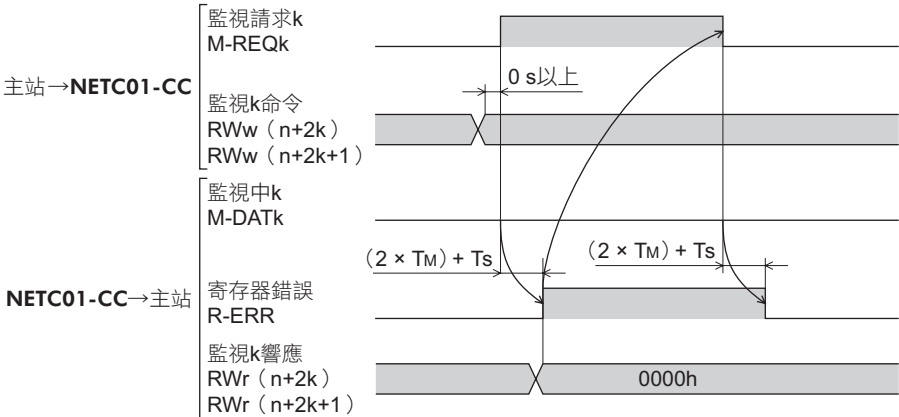 監視請求k
M-REQk
主站→NETC01-CC
0 s以上
監視k命令
RWw（n+2k）
RWw（n+2k+1）
監視中k
M-DATk
（2 × TM）+ Ts
（2 × TM）+ Ts
NETC01-CC→主站
寄存器錯誤
R-ERR
監視k響應
RWr（n+2k）
RWr（n+2k+1）
0000h